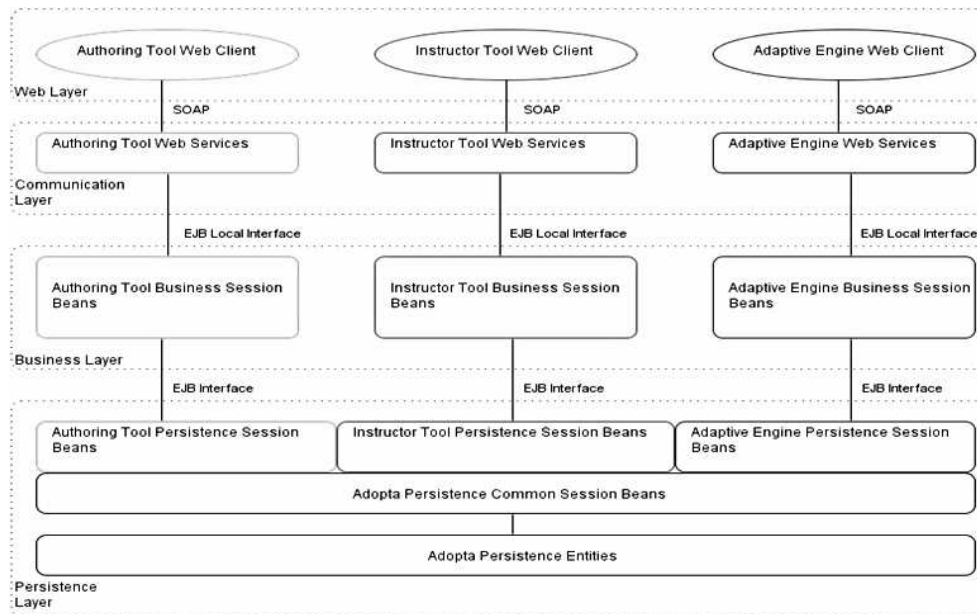 Authoring Tool Web Client
Instructor Tool Web Client
Adaptive Engine Web Client
Web Layer
SOAP
SOAP
SOAP
Authoring Tool Web Services
Instructor Tool Web Services
Adaptive Engine Web Services
Communication
Layer
EJB Local Interface
EJB Local Interface
EJB Local Interface
Authoring Tool Business Session
Beans
Instructor Tool Business Session
Beans
Adaptive Engine Business Session
Beans
Business Layer
EJB Interface
EJB Interface
EJB Interface
Authoring Tool Persistence Session
Beans
Instructor Tool Persistence Session Beans
Adaptive Engine Persistence Session
Beans
Adopta Persistence Common Session Beans
Adopta Persistence Entities
Persistence
Layer